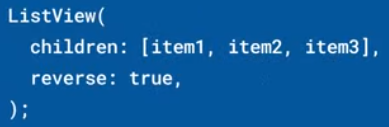 ListView(
  children: [item1, item2, item3],
  reverse: true,
);